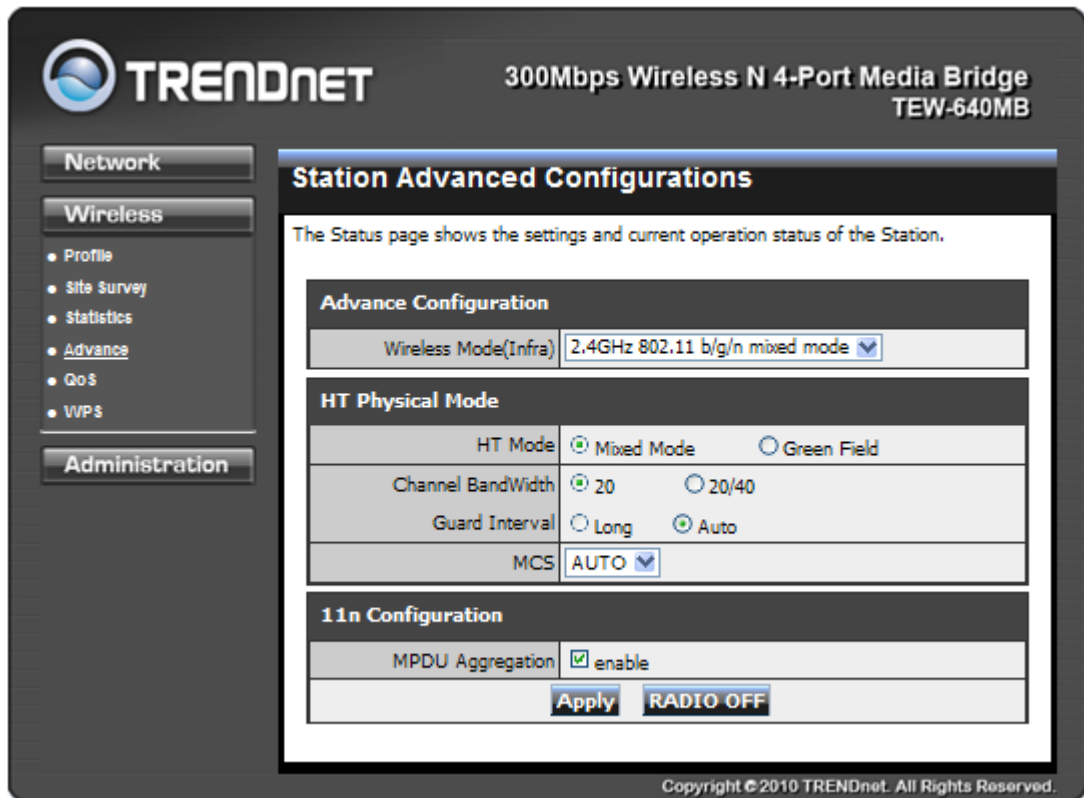 TRENDNET
300Mbps Wireless N 4-Port Media Bridge
TEW-640MB
Network
Wireless
Profile
Site Survey
Statistics
Advance
QoS
WPS
Administration
Station Advanced Configurations
The Status page shows the settings and current operation status of the Station.
Advance Configuration
Wireless Mode(Infra) 2.4GHz 802.11 b/g/n mixed mode
HT Physical Mode
HT Mode Mixed Mode Green Field
Channel BandWidth 20 20/40
Guard Interval Long Auto
MCS AUTO
11n Configuration
MPDU Aggregation enable
Apply RADIO OFF
Copyright © 2010 TRENDnet. All Rights Reserved.